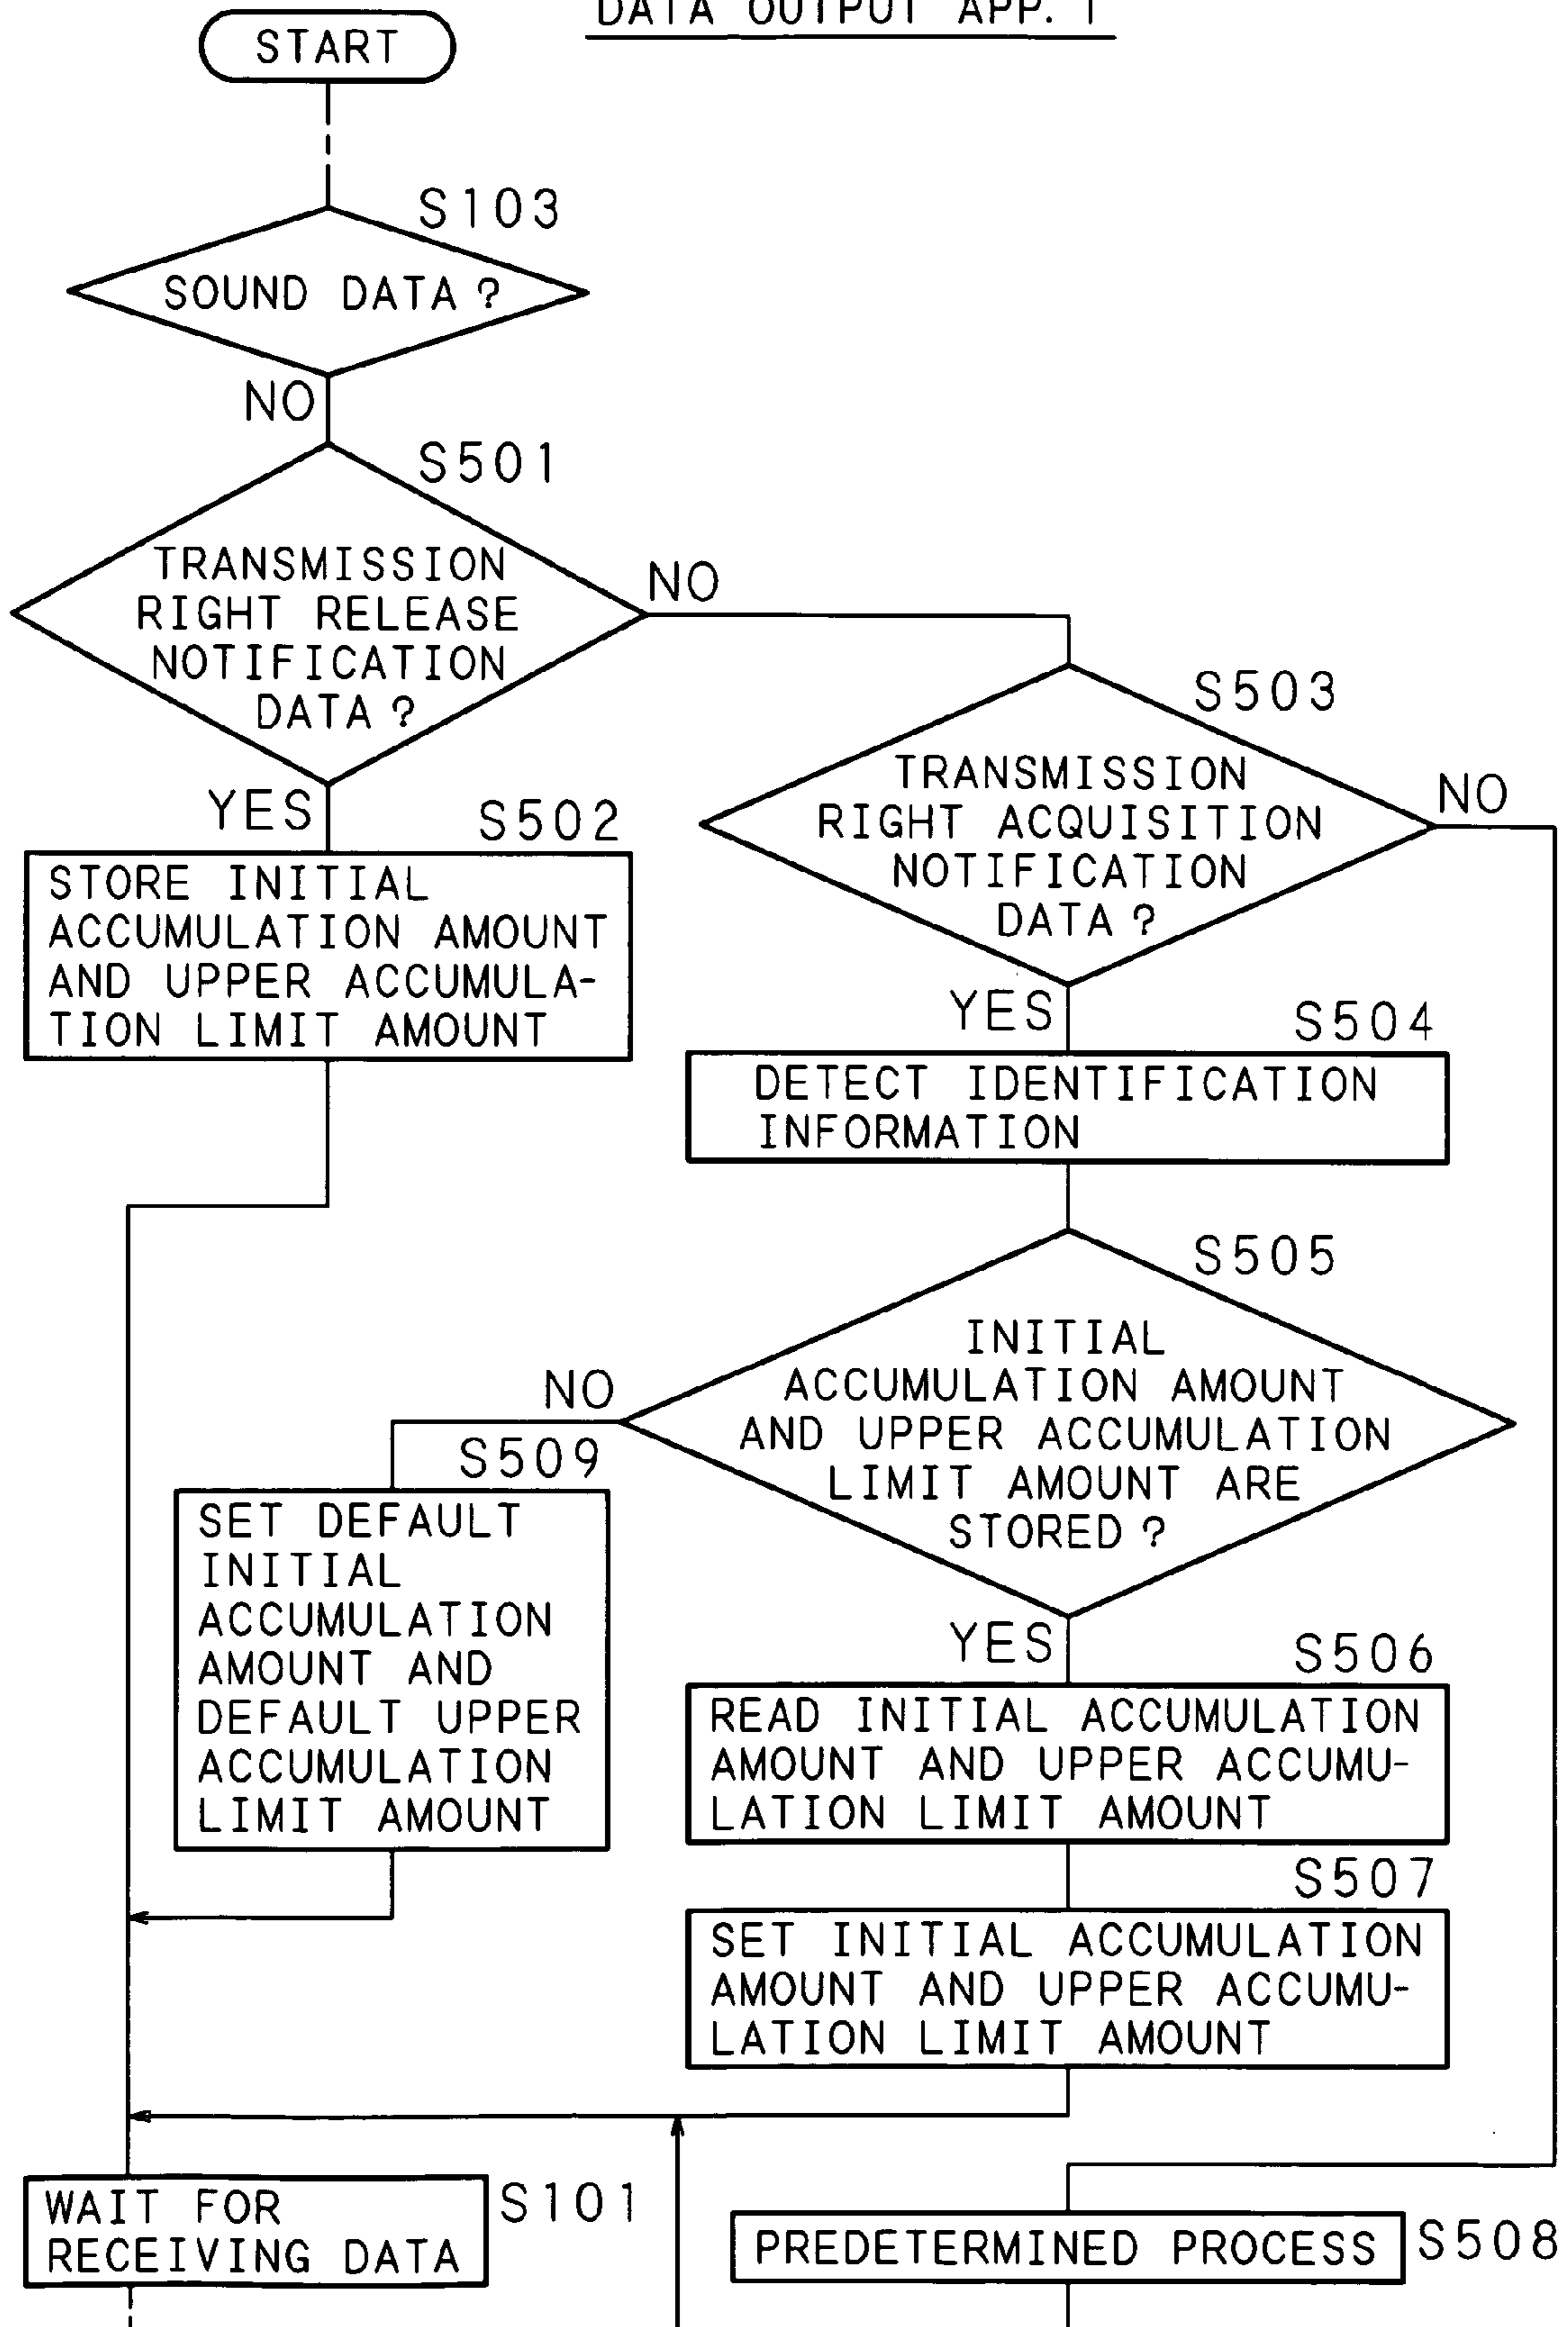 DATA OUTPUT APP. 1
START
S103
SOUND DATA?
NO
S501
TRANSMISSION
RIGHT RELEASE
NOTIFICATION
DATA?
NO
YES
S502
STORE INITIAL
ACCUMULATION AMOUNT
AND UPPER ACCUMULA-
TION LIMIT AMOUNT
S503
TRANSMISSION
RIGHT ACQUISITION
NOTIFICATION
DATA?
NO
YES
S504
DETECT IDENTIFICATION
INFORMATION
S505
INITIAL
ACCUMULATION AMOUNT
AND UPPER ACCUMULATION
LIMIT AMOUNT ARE
STORED?
NO
S509
SET DEFAULT
INITIAL
ACCUMULATION
AMOUNT AND
DEFAULT UPPER
ACCUMULATION
LIMIT AMOUNT
YES
S506
READ INITIAL ACCUMULATION
AMOUNT AND UPPER ACCUMU-
LATION LIMIT AMOUNT
S507
SET INITIAL ACCUMULATION
AMOUNT AND UPPER ACCUMU-
LATION LIMIT AMOUNT
WAIT FOR
RECEIVING DATA
S101
PREDETERMINED PROCESS
S508